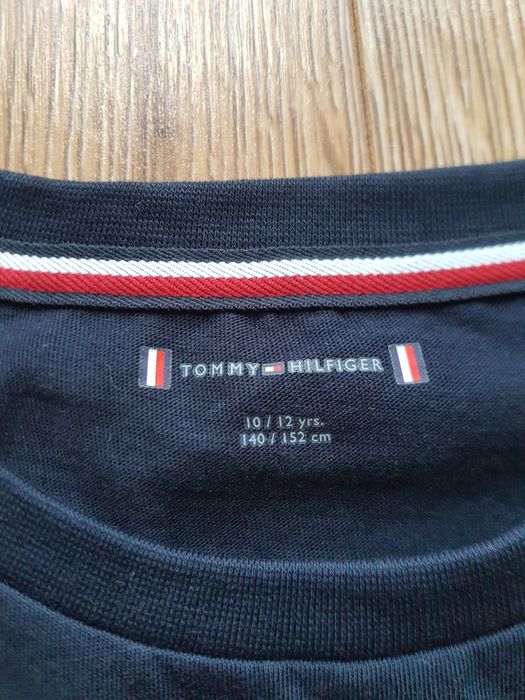 TOMMY HILFIGER
10 / 12 yrs.
140 / 152 cm